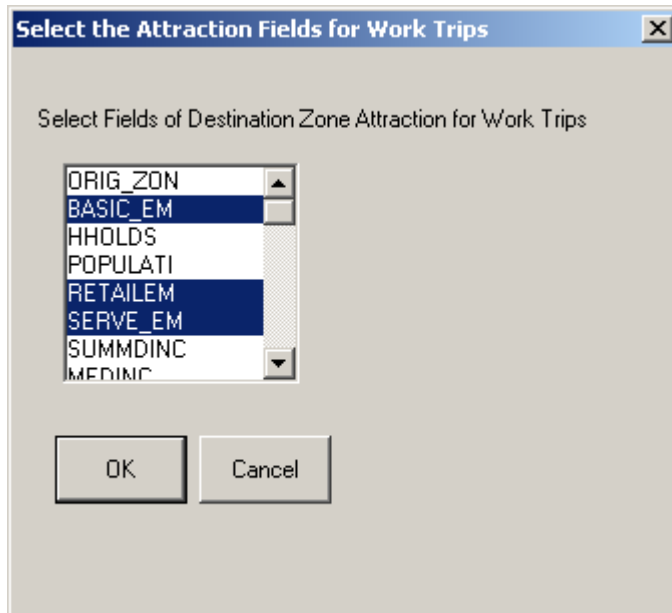 Select the Attraction Fields for Work Trips
Select Fields of Destination Zone Attraction for Work Trips
ORIG_ZON
BASIC_EM
HHOLDS
POPULATI
RETAILEM
SERVE_EM
SUMMDINC
MEDINC
OK
Cancel